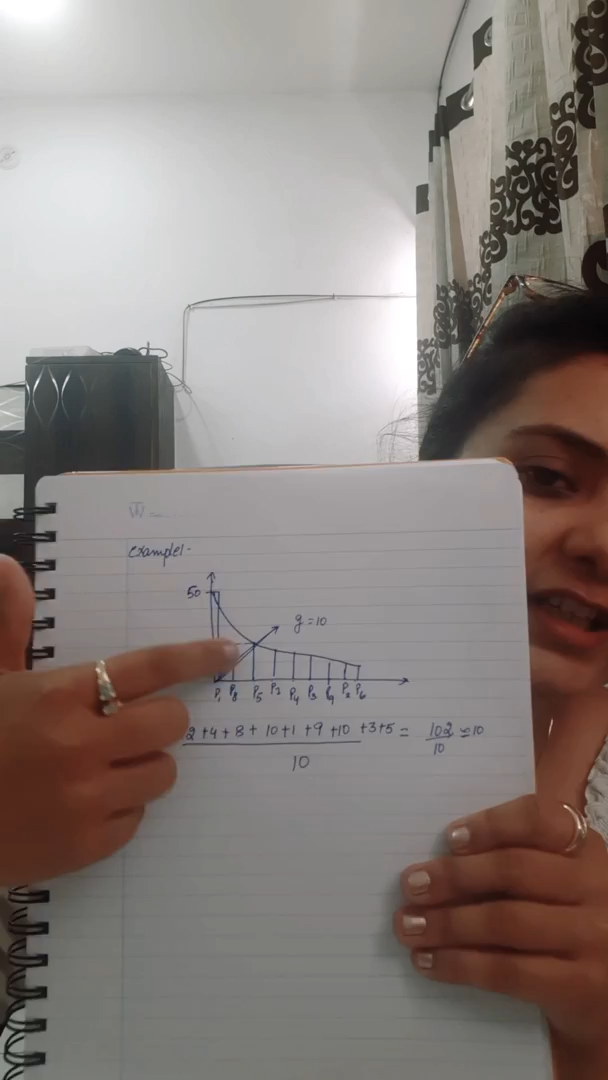 Example:-
50
g = 10
P1 P8 P5 P7 P4 P3 P9 P2 P6
2 + 4 + 8 + 10 + 1 + 9 + 10 + 3 + 5 = 102 ≈ 10
10 10